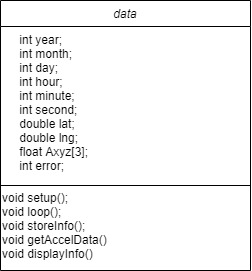 data
int year;
int month;
int day;
int hour;
int minute;
int second;
double lat;
double lng;
float Axyz[3];
int error;
void setup();
void loop();
void storeInfo();
void getAccelData()
void displayInfo()